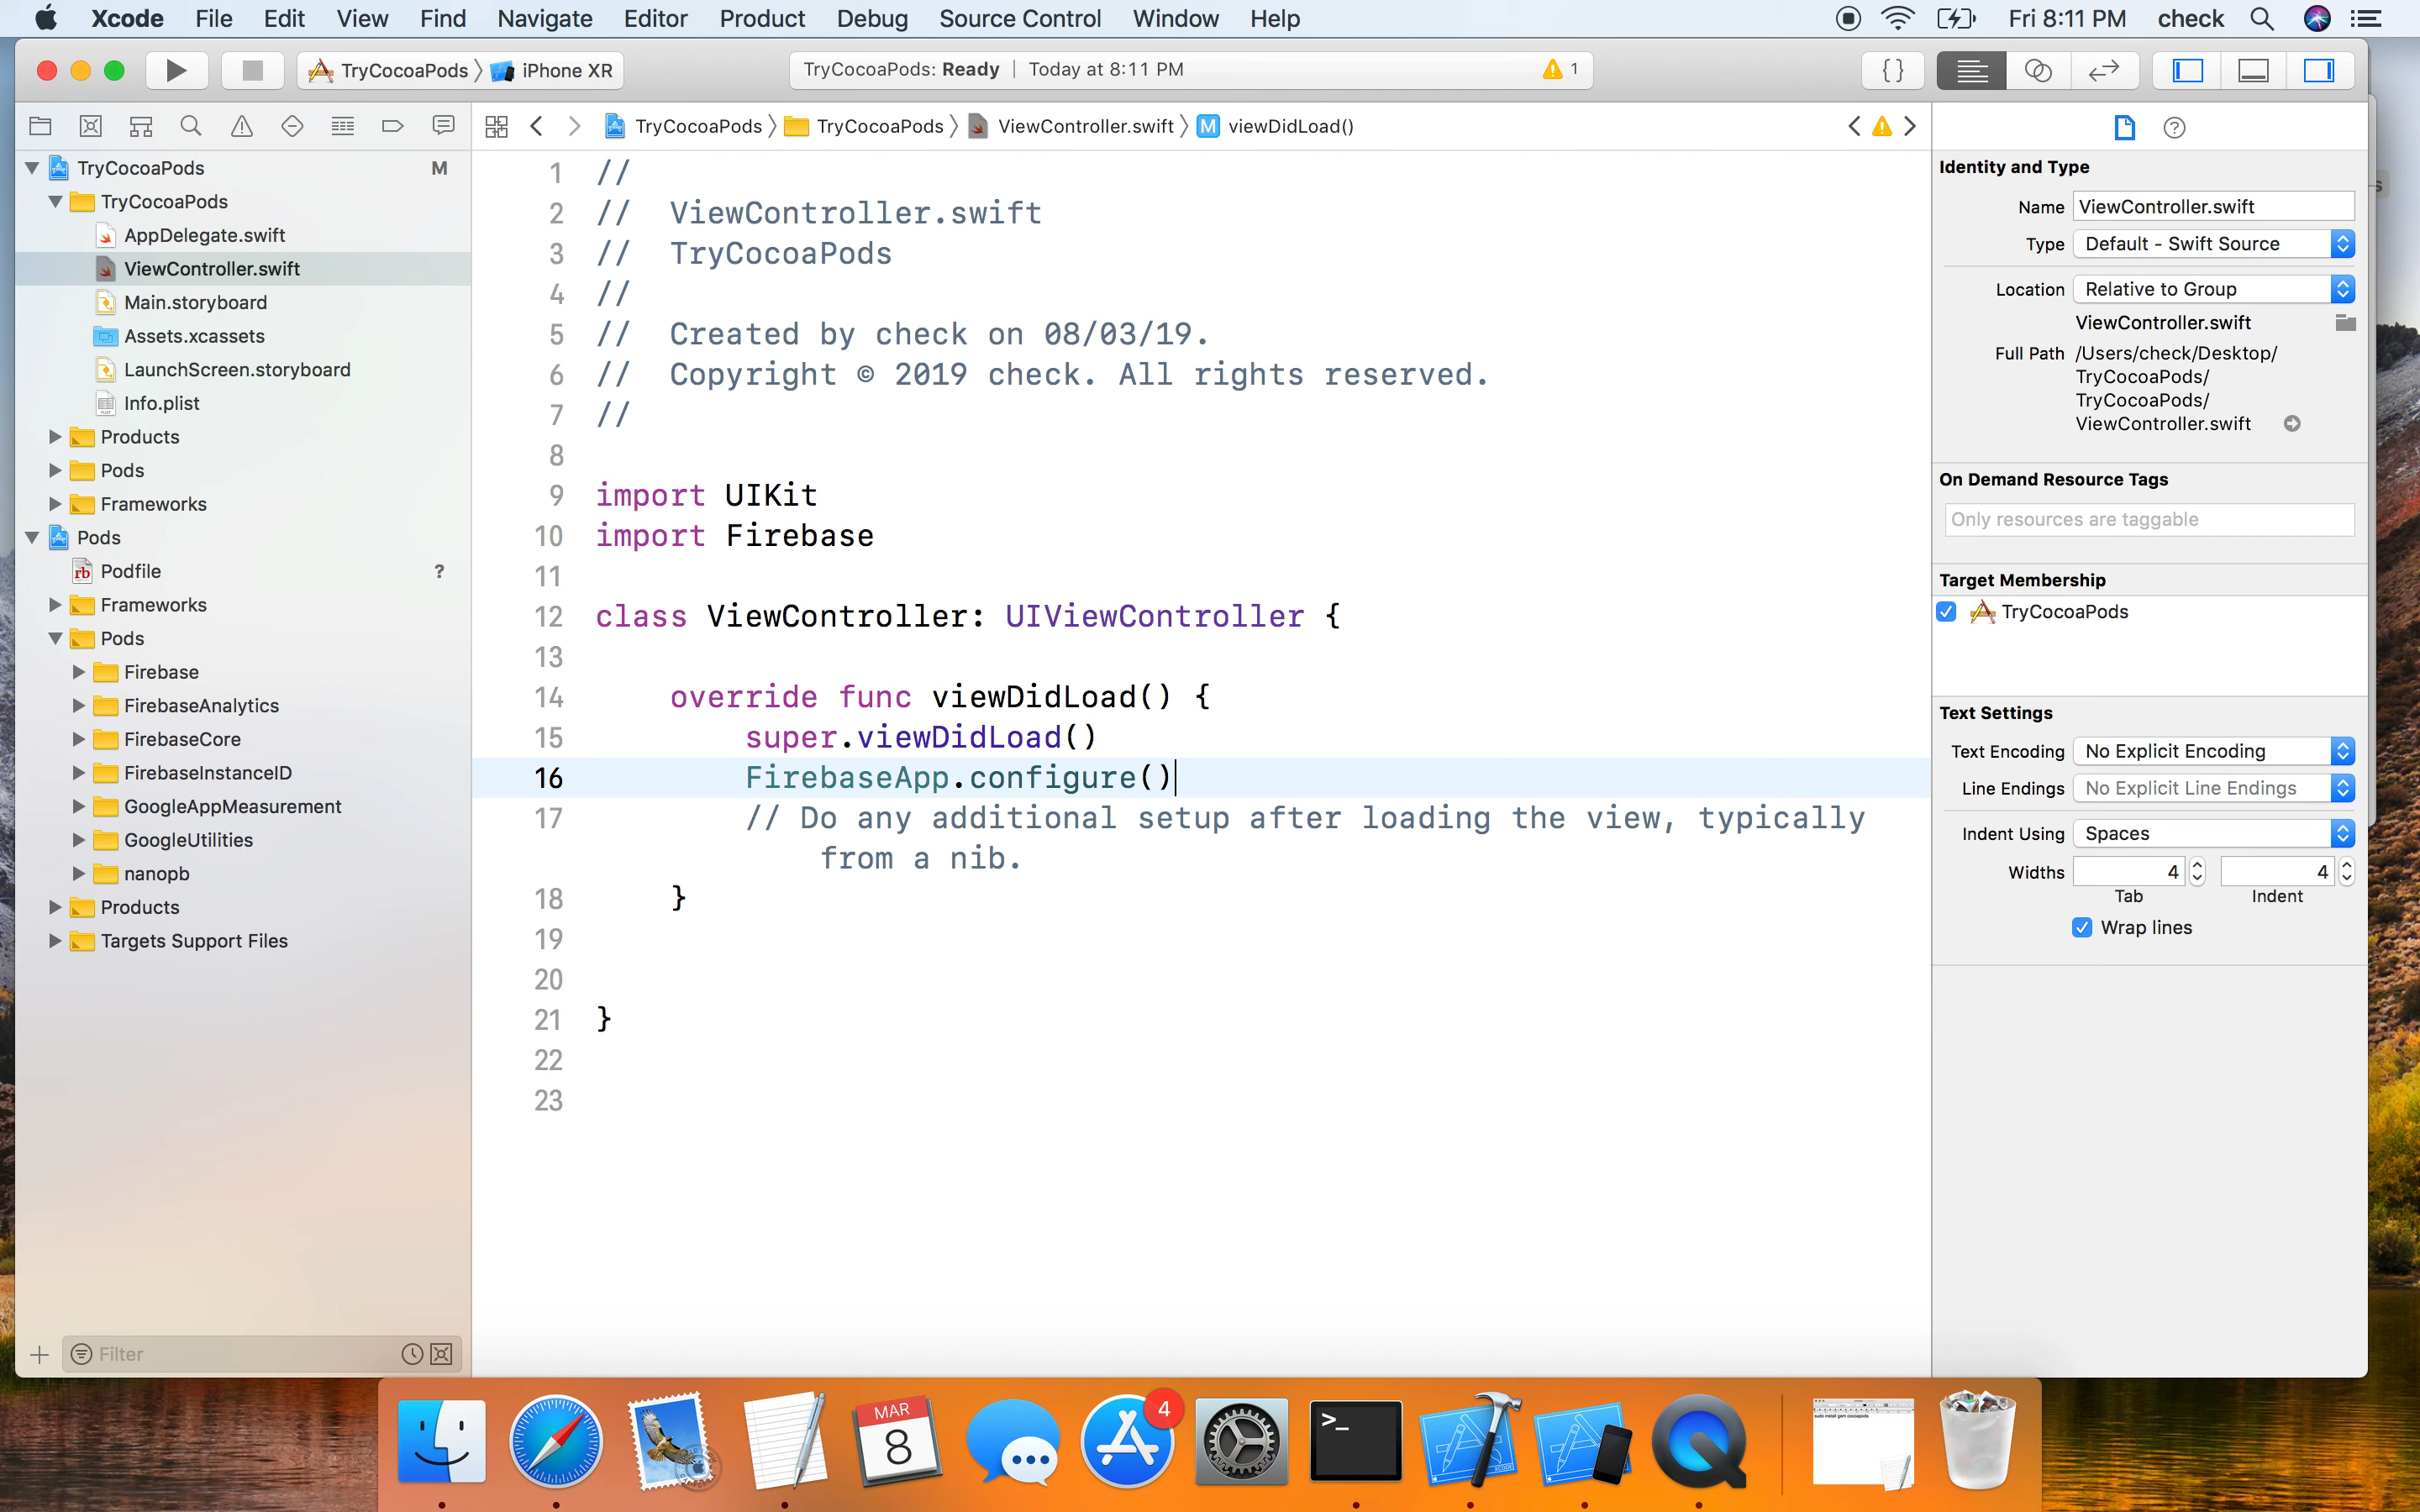 Xcode File Edit View Find Navigate Editor Product Debug Source Control Window Help Fri 8:11 PM check
TryCocoaPods 〉 iPhone XR
TryCocoaPods: Ready | Today at 8:11 PM
1
{ }
TryCocoaPods 〉 TryCocoaPods 〉 ViewController.swift 〉 M viewDidLoad()
TryCocoaPods M
TryCocoaPods
AppDelegate.swift
ViewController.swift
Main.storyboard
Assets.xcassets
LaunchScreen.storyboard
Info.plist
Products
Pods
Frameworks
Pods
rb Podfile ?
Frameworks
Pods
Firebase
FirebaseAnalytics
FirebaseCore
FirebaseInstanceID
GoogleAppMeasurement
GoogleUtilities
nanopb
Products
Targets Support Files
Filter
1 //
2 // ViewController.swift
3 // TryCocoaPods
4 //
5 // Created by check on 08/03/19.
6 // Copyright © 2019 check. All rights reserved.
7 //
8
9 import UIKit
10 import Firebase
11
12 class ViewController: UIViewController {
13
14 override func viewDidLoad() {
15 super.viewDidLoad()
16 FirebaseApp.configure()
17 // Do any additional setup after loading the view, typically
from a nib.
18 }
19
20
21 }
22
23
Identity and Type
Name ViewController.swift
Type Default - Swift Source
Location Relative to Group
ViewController.swift
Full Path /Users/check/Desktop/
TryCocoaPods/
TryCocoaPods/
ViewController.swift
On Demand Resource Tags
Only resources are taggable
Target Membership
TryCocoaPods
Text Settings
Text Encoding No Explicit Encoding
Line Endings No Explicit Line Endings
Indent Using Spaces
Widths 4 4
Tab Indent
Wrap lines
MAR
8
4
>_
sudo install gem cocoapods